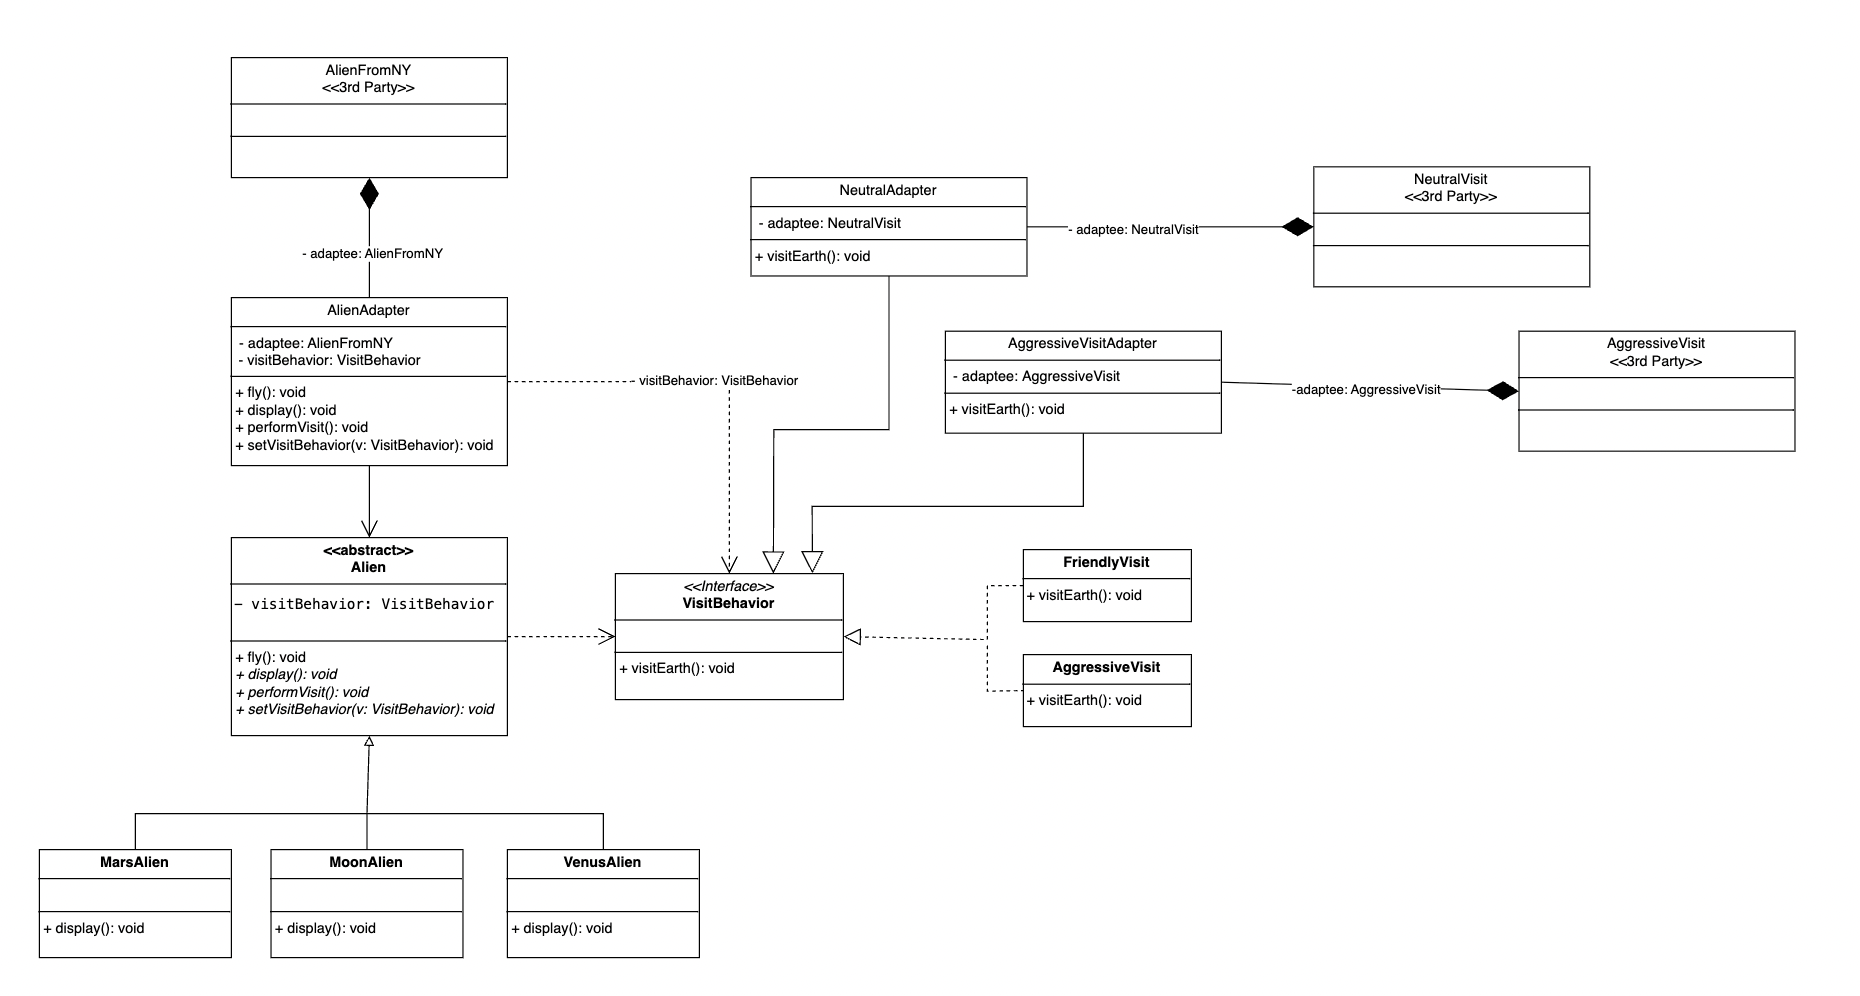 AlienFromNY
<<3rd Party>>
- adaptee: AlienFromNY
AlienAdapter
- adaptee: AlienFromNY
- visitBehavior: VisitBehavior
+ fly(): void
+ display(): void
+ performVisit(): void
+ setVisitBehavior(v: VisitBehavior): void
visitBehavior: VisitBehavior
NeutralAdapter
- adaptee: NeutralVisit
+ visitEarth(): void
- adaptee: NeutralVisit
NeutralVisit
<<3rd Party>>
AggressiveVisitAdapter
- adaptee: AggressiveVisit
+ visitEarth(): void
-adaptee: AggressiveVisit
AggressiveVisit
<<3rd Party>>
<<abstract>>
Alien
- visitBehavior: VisitBehavior
+ fly(): void
+ display(): void
+ performVisit(): void
+ setVisitBehavior(v: VisitBehavior): void
<<Interface>>
VisitBehavior
+ visitEarth(): void
FriendlyVisit
+ visitEarth(): void
AggressiveVisit
+ visitEarth(): void
MarsAlien
+ display(): void
MoonAlien
+ display(): void
VenusAlien
+ display(): void